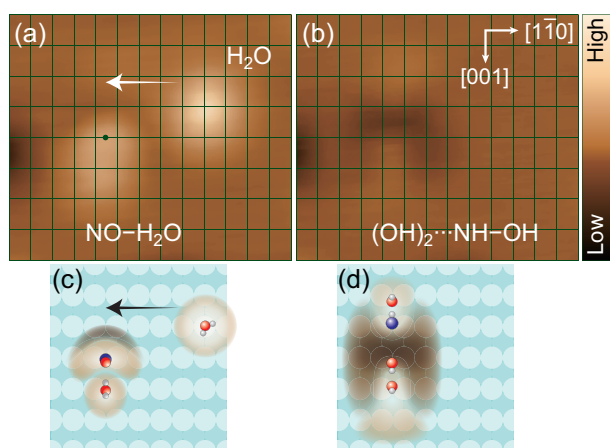 (a)
H₂O
NO−H₂O
(b)
[11̄0]
[001]
(OH)₂···NH−OH
High
Low
(c)
(d)